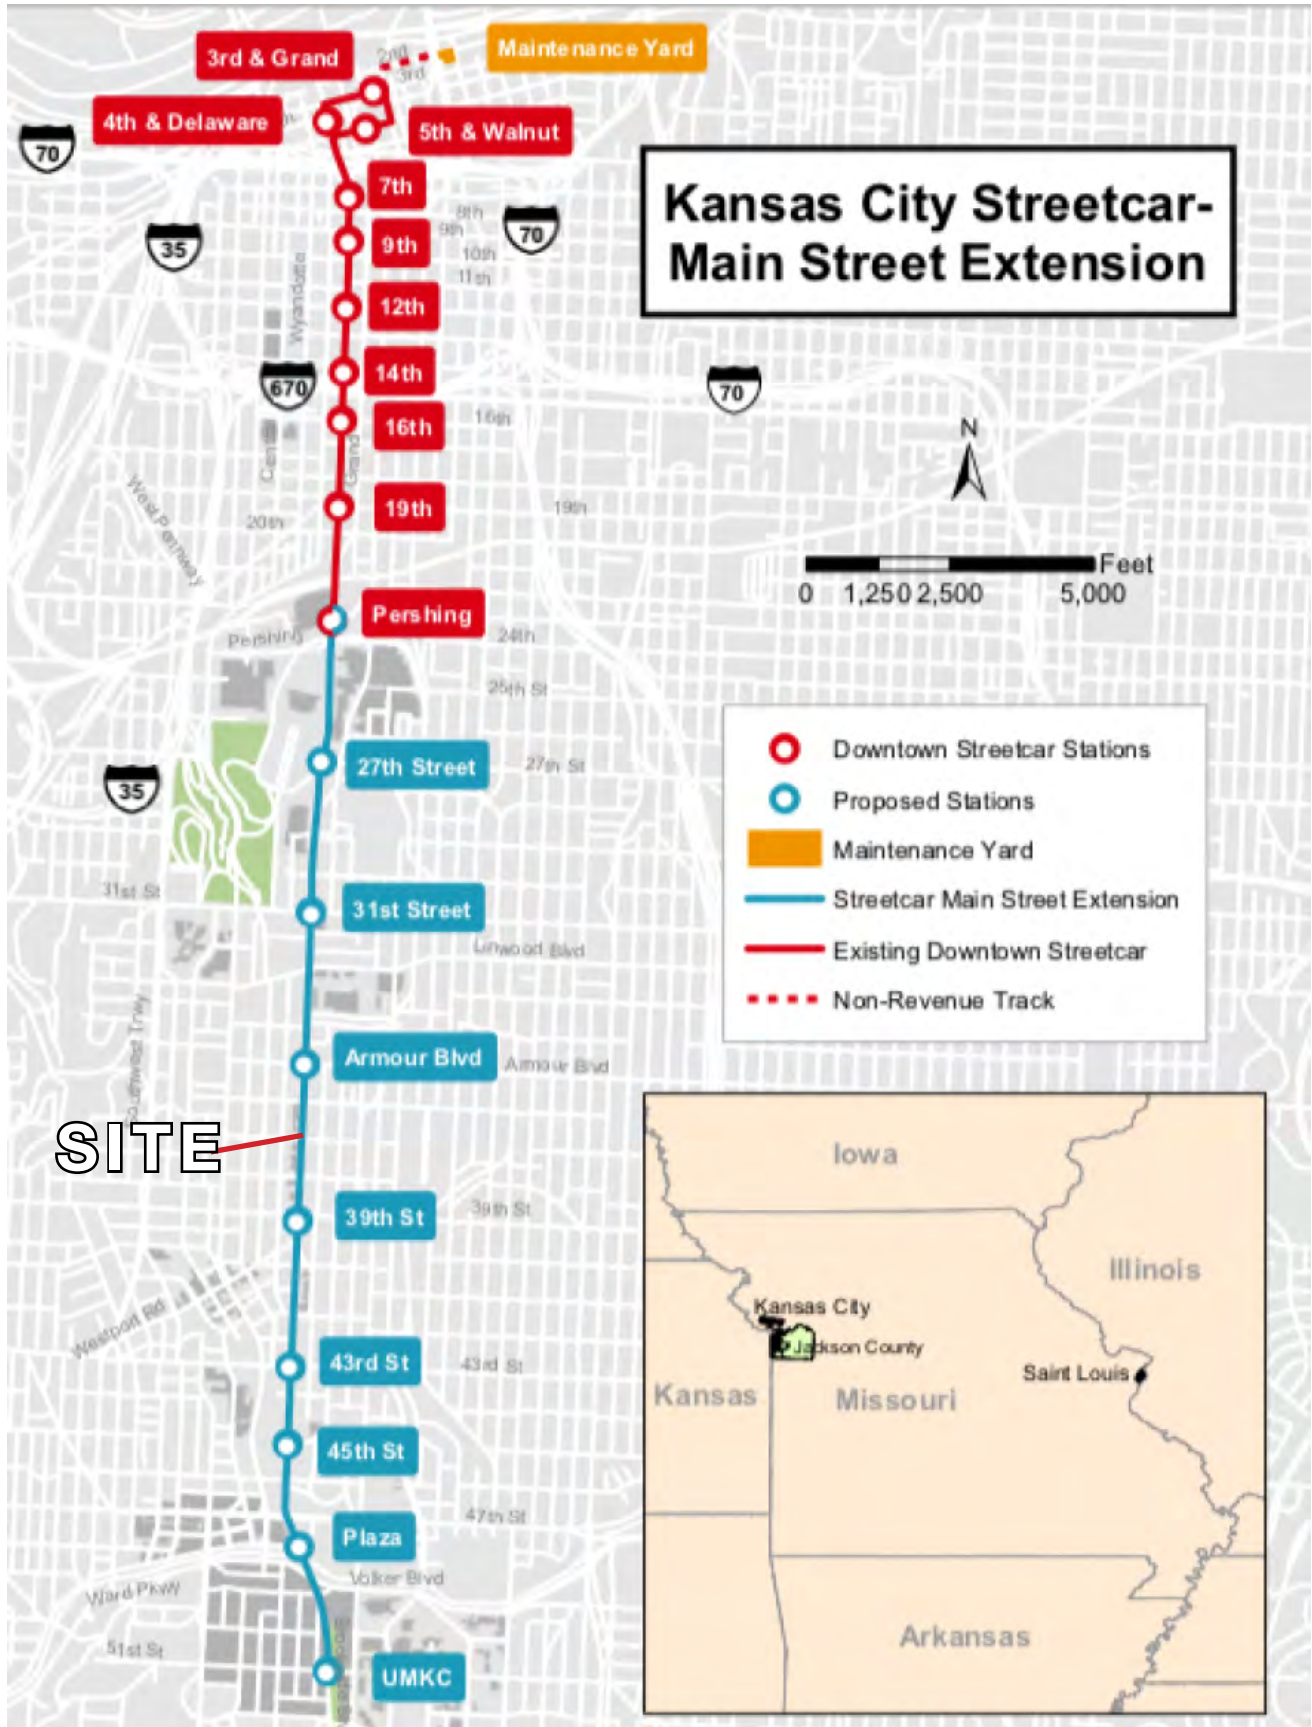 2nd
3rd & Grand
Maintenance Yard
3rd
4th & Delaware
5th & Walnut
70
7th
8th
70
9th
35
9th
Kansas City Streetcar-
Main Street Extension
10th
11th
Wyandotte
12th
14th
670
70
16th
16th
Central
Grand
N
19th
19th
20th
West Pennway
Feet
0 1,250 2,500 5,000
Pershing
Pershing
24th
25th St
27th Street
27th St
35
Downtown Streetcar Stations
Proposed Stations
Maintenance Yard
Streetcar Main Street Extension
Existing Downtown Streetcar
Non-Revenue Track
31st St
31st Street
Linwood Blvd
Southwest Trwy
Armour Blvd
Armour Blvd
SITE
39th St
39th St
Westport Rd
43rd St
43rd St
45th St
47th St
Plaza
Volker Blvd
Ward Pkwy
51st St
UMKC
Iowa
Illinois
Kansas City
Jackson County
Saint Louis
Kansas
Missouri
Arkansas